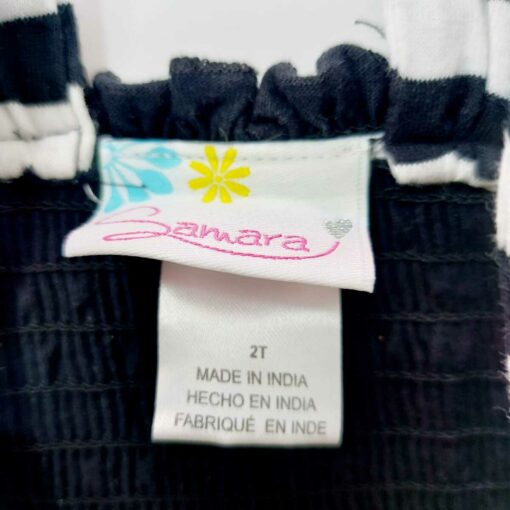 Samara
2T
MADE IN INDIA
HECHO EN INDIA
FABRIQUÉ EN INDE